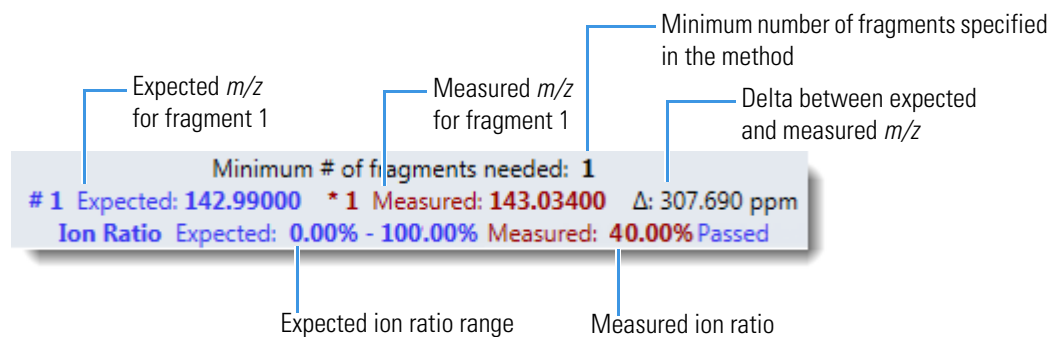 Minimum number of fragments specified
in the method
Expected m/z
for fragment 1
Measured m/z
for fragment 1
Delta between expected
and measured m/z
Minimum # of fragments needed: 1
# 1 Expected: 142.99000 * 1 Measured: 143.03400 Δ: 307.690 ppm
Ion Ratio Expected: 0.00% - 100.00% Measured: 40.00% Passed
Expected ion ratio range
Measured ion ratio